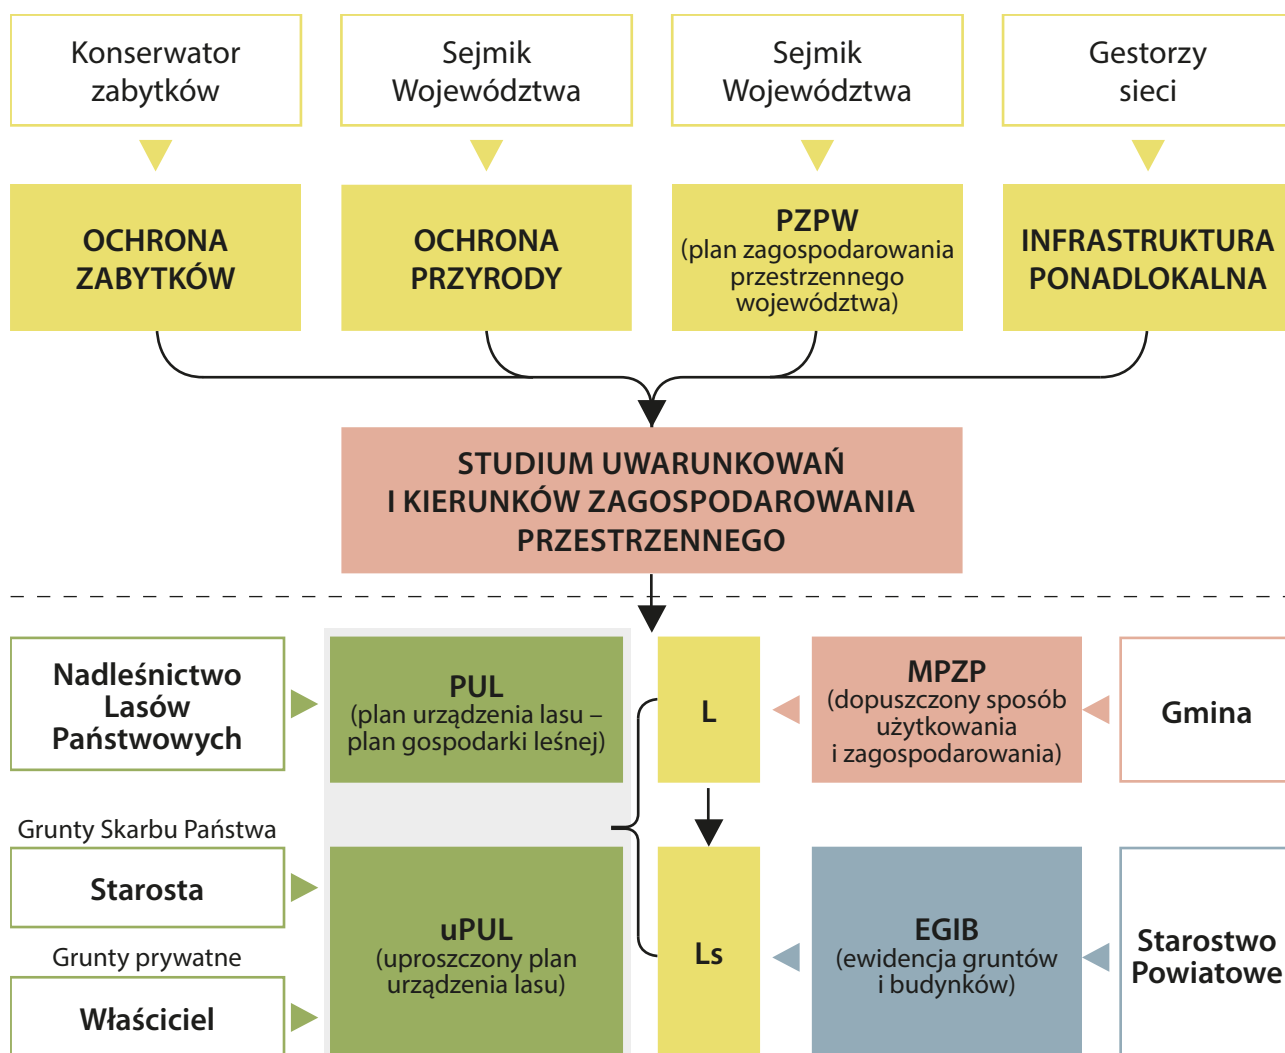 Konserwator
zabytków
Sejmik
Województwa
Sejmik
Województwa
Gestorzy
sieci
OCHRONA
ZABYTKÓW
OCHRONA
PRZYRODY
PZPW
(plan zagospodarowania
przestrzennego
województwa)
INFRASTRUKTURA
PONADLOKALNA
STUDIUM UWARUNKOWAŃ
I KIERUNKÓW ZAGOSPODAROWANIA
PRZESTRZENNEGO
Nadleśnictwo
Lasów
Państwowych
PUL
(plan urządzenia lasu –
plan gospodarki leśnej)
L
MPZP
(dopuszczony sposób
użytkowania
i zagospodarowania)
Gmina
Grunty Skarbu Państwa
Starosta
Grunty prywatne
Właściciel
uPUL
(uproszczony plan
urządzenia lasu)
Ls
EGIB
(ewidencja gruntów
i budynków)
Starostwo
Powiatowe